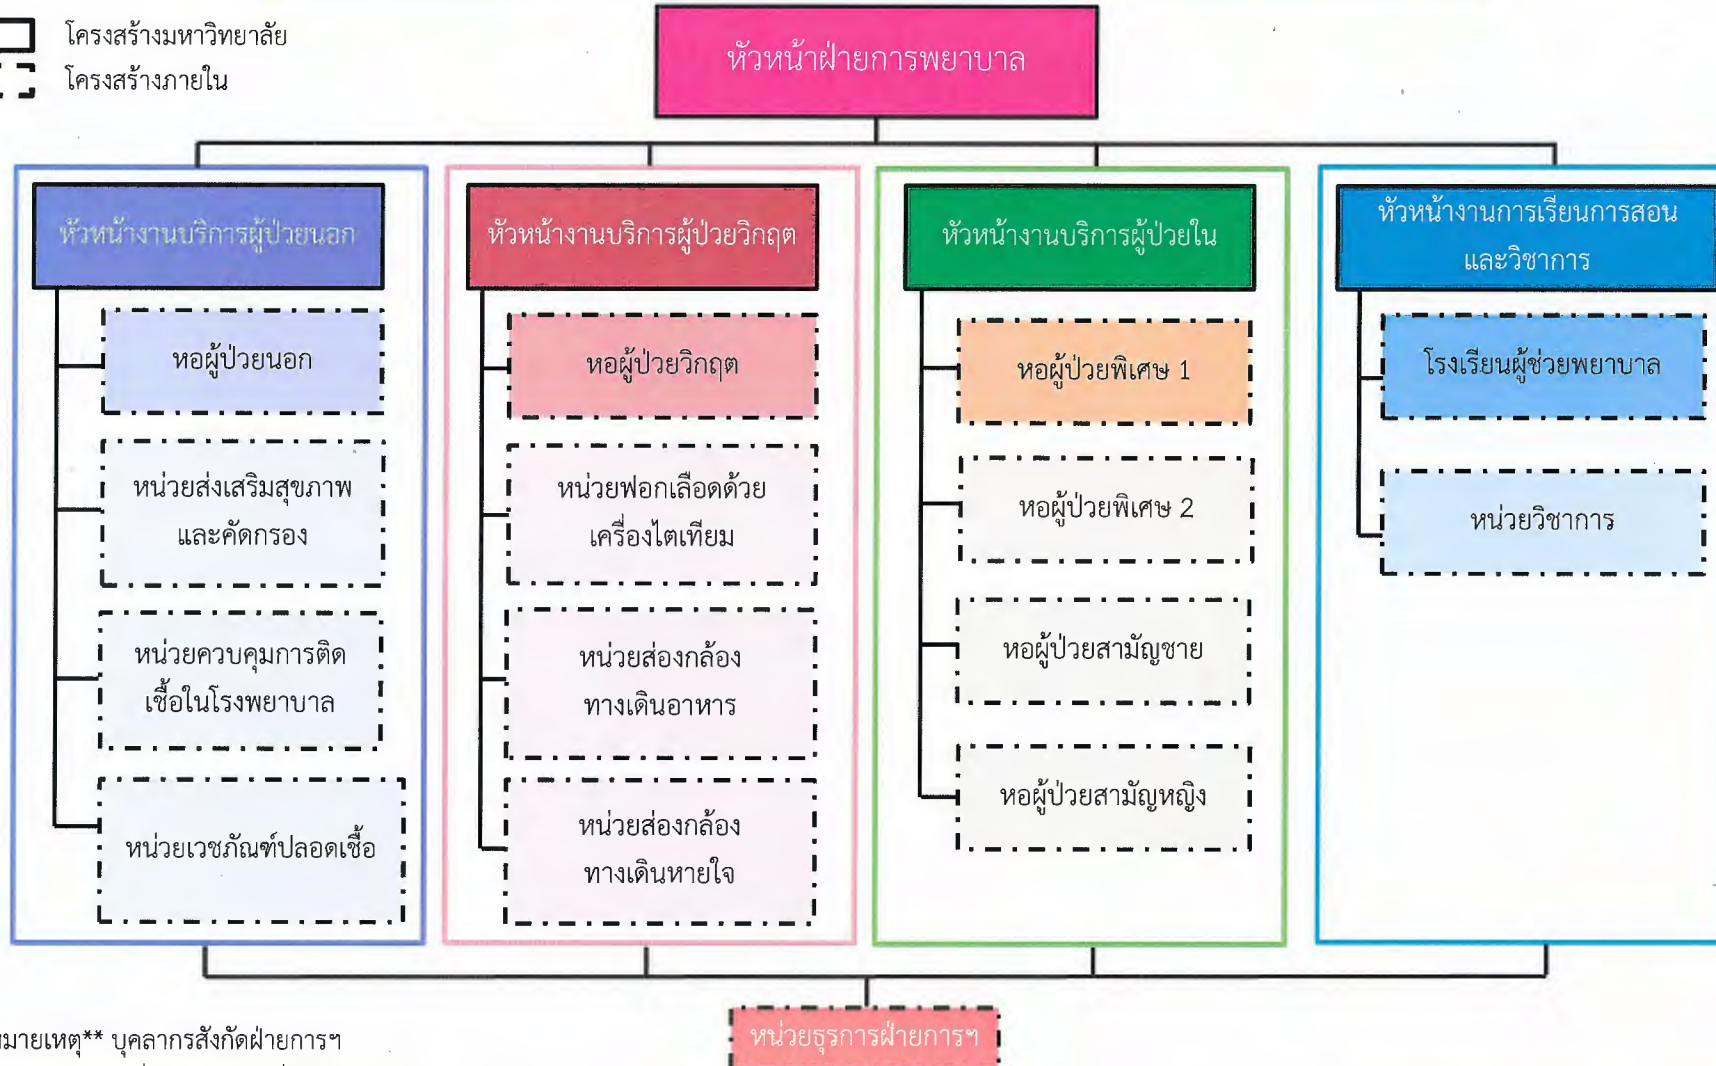 โครงสร้างมหาวิทยาลัย
โครงสร้างภายใน
หัวหน้าฝ่ายการพยาบาล
หัวหน้างานบริการผู้ป่วยนอก
หอผู้ป่วยนอก
หน่วยส่งเสริมสุขภาพ
และคัดกรอง
หน่วยควบคุมการติด
เชื้อในโรงพยาบาล
หน่วยเวชภัณฑ์ปลอดเชื้อ
หัวหน้างานบริการผู้ป่วยวิกฤต
หอผู้ป่วยวิกฤต
หน่วยฟอกเลือดด้วย
เครื่องไตเทียม
หน่วยส่องกล้อง
ทางเดินอาหาร
หน่วยส่องกล้อง
ทางเดินหายใจ
หัวหน้างานบริการผู้ป่วยใน
หอผู้ป่วยพิเศษ 1
หอผู้ป่วยพิเศษ 2
หอผู้ป่วยสามัญชาย
หอผู้ป่วยสามัญหญิง
หัวหน้างานการเรียนการสอน
และวิชาการ
โรงเรียนผู้ช่วยพยาบาล
หน่วยวิชาการ
หน่วยธุรการฝ่ายการฯ
มายเหตุ** บุคลากรสังกัดฝ่ายการฯ